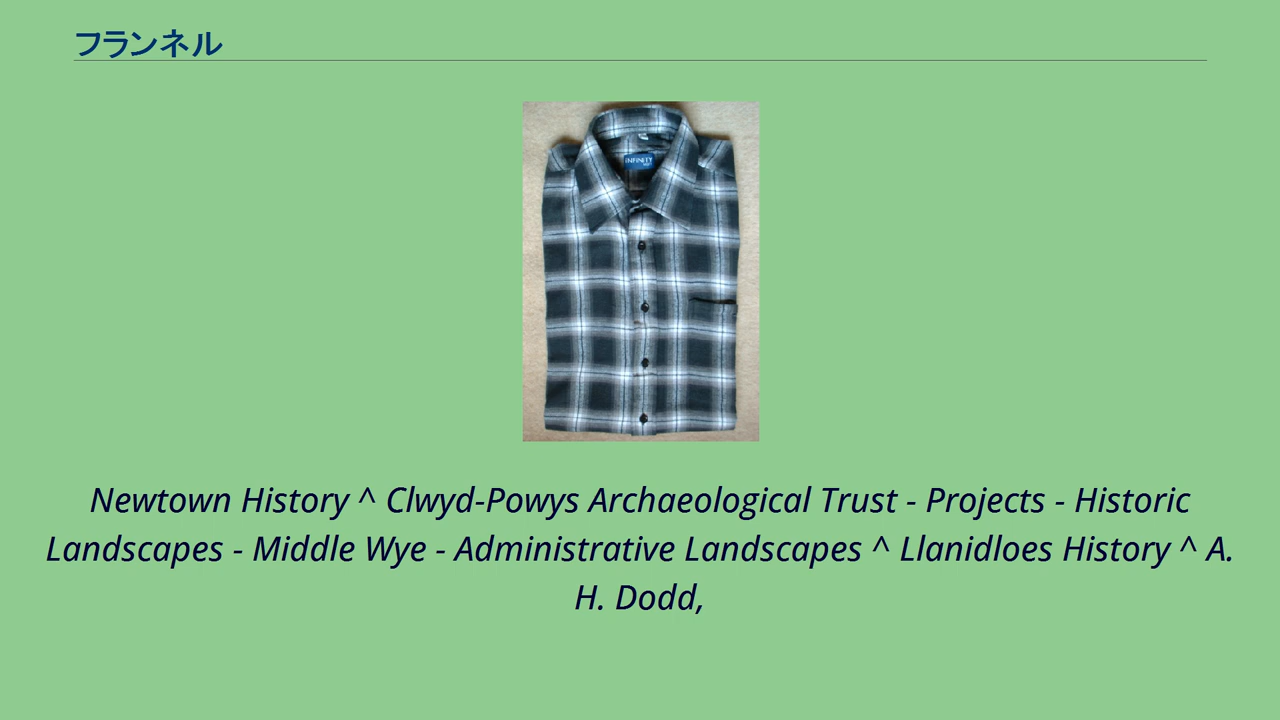 フランネル
INFINITY
Newtown History ^ Clwyd-Powys Archaeological Trust - Projects - Historic
Landscapes - Middle Wye - Administrative Landscapes ^ Llanidloes History ^ A.
H. Dodd,